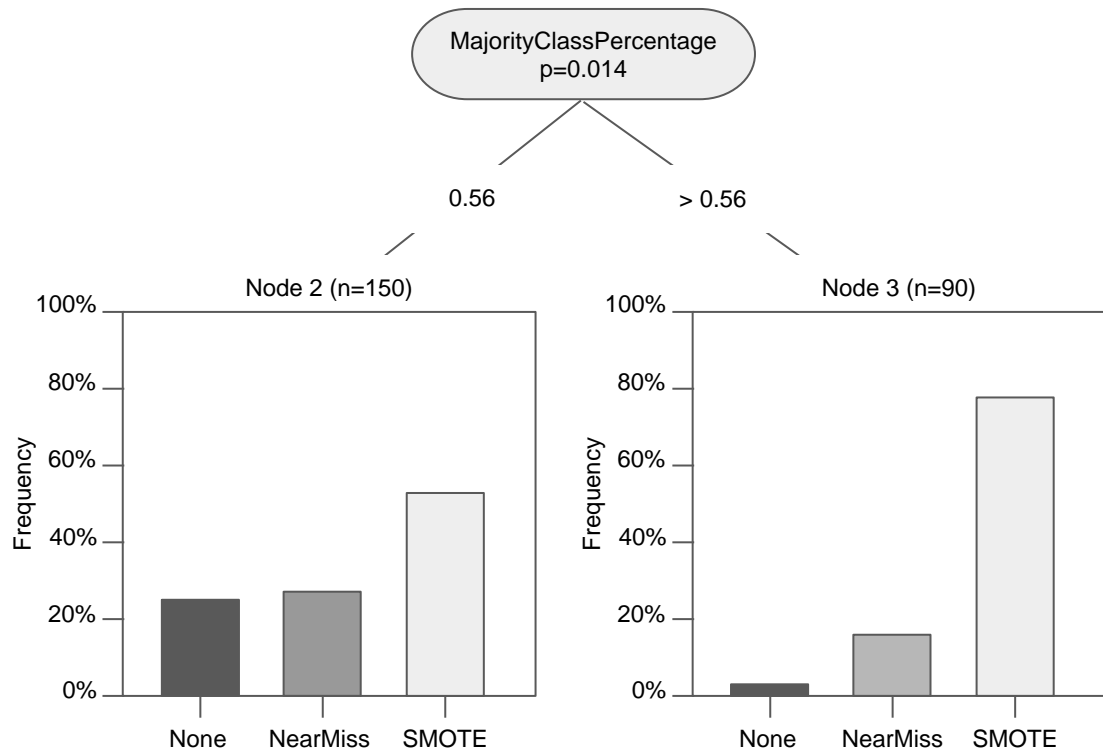 MajorityClassPercentage
p=0.014
0.56
> 0.56
Node 2 (n=150)
100%
80%
60%
40%
20%
0%
Frequency
None
NearMiss
SMOTE
Node 3 (n=90)
100%
80%
60%
40%
20%
0%
Frequency
None
NearMiss
SMOTE